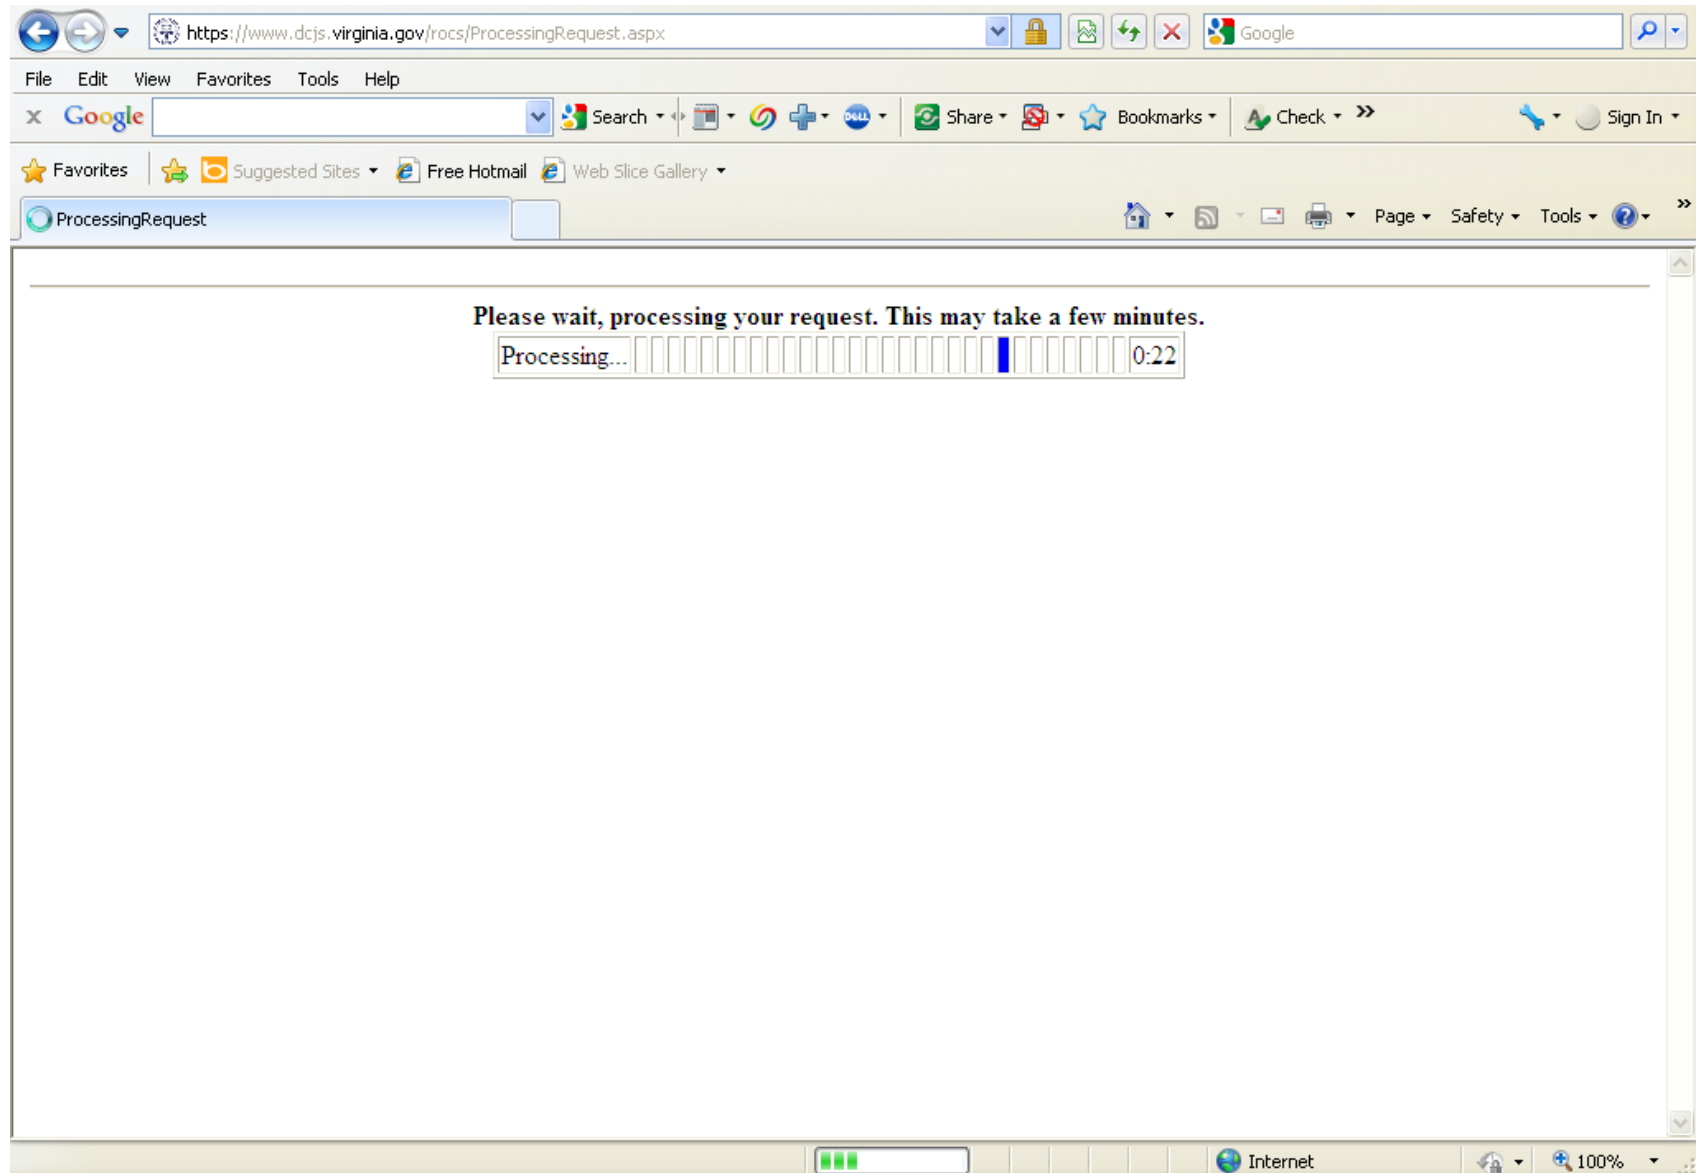 https://www.dcjs.virginia.gov/rocs/ProcessingRequest.aspx Google
File Edit View Favorites Tools Help
x Google Search DELL Share Bookmarks Check >> Sign In
Favorites Suggested Sites Free Hotmail Web Slice Gallery
ProcessingRequest Page Safety Tools >>
Please wait, processing your request. This may take a few minutes.
Processing... 0:22
Internet 100%